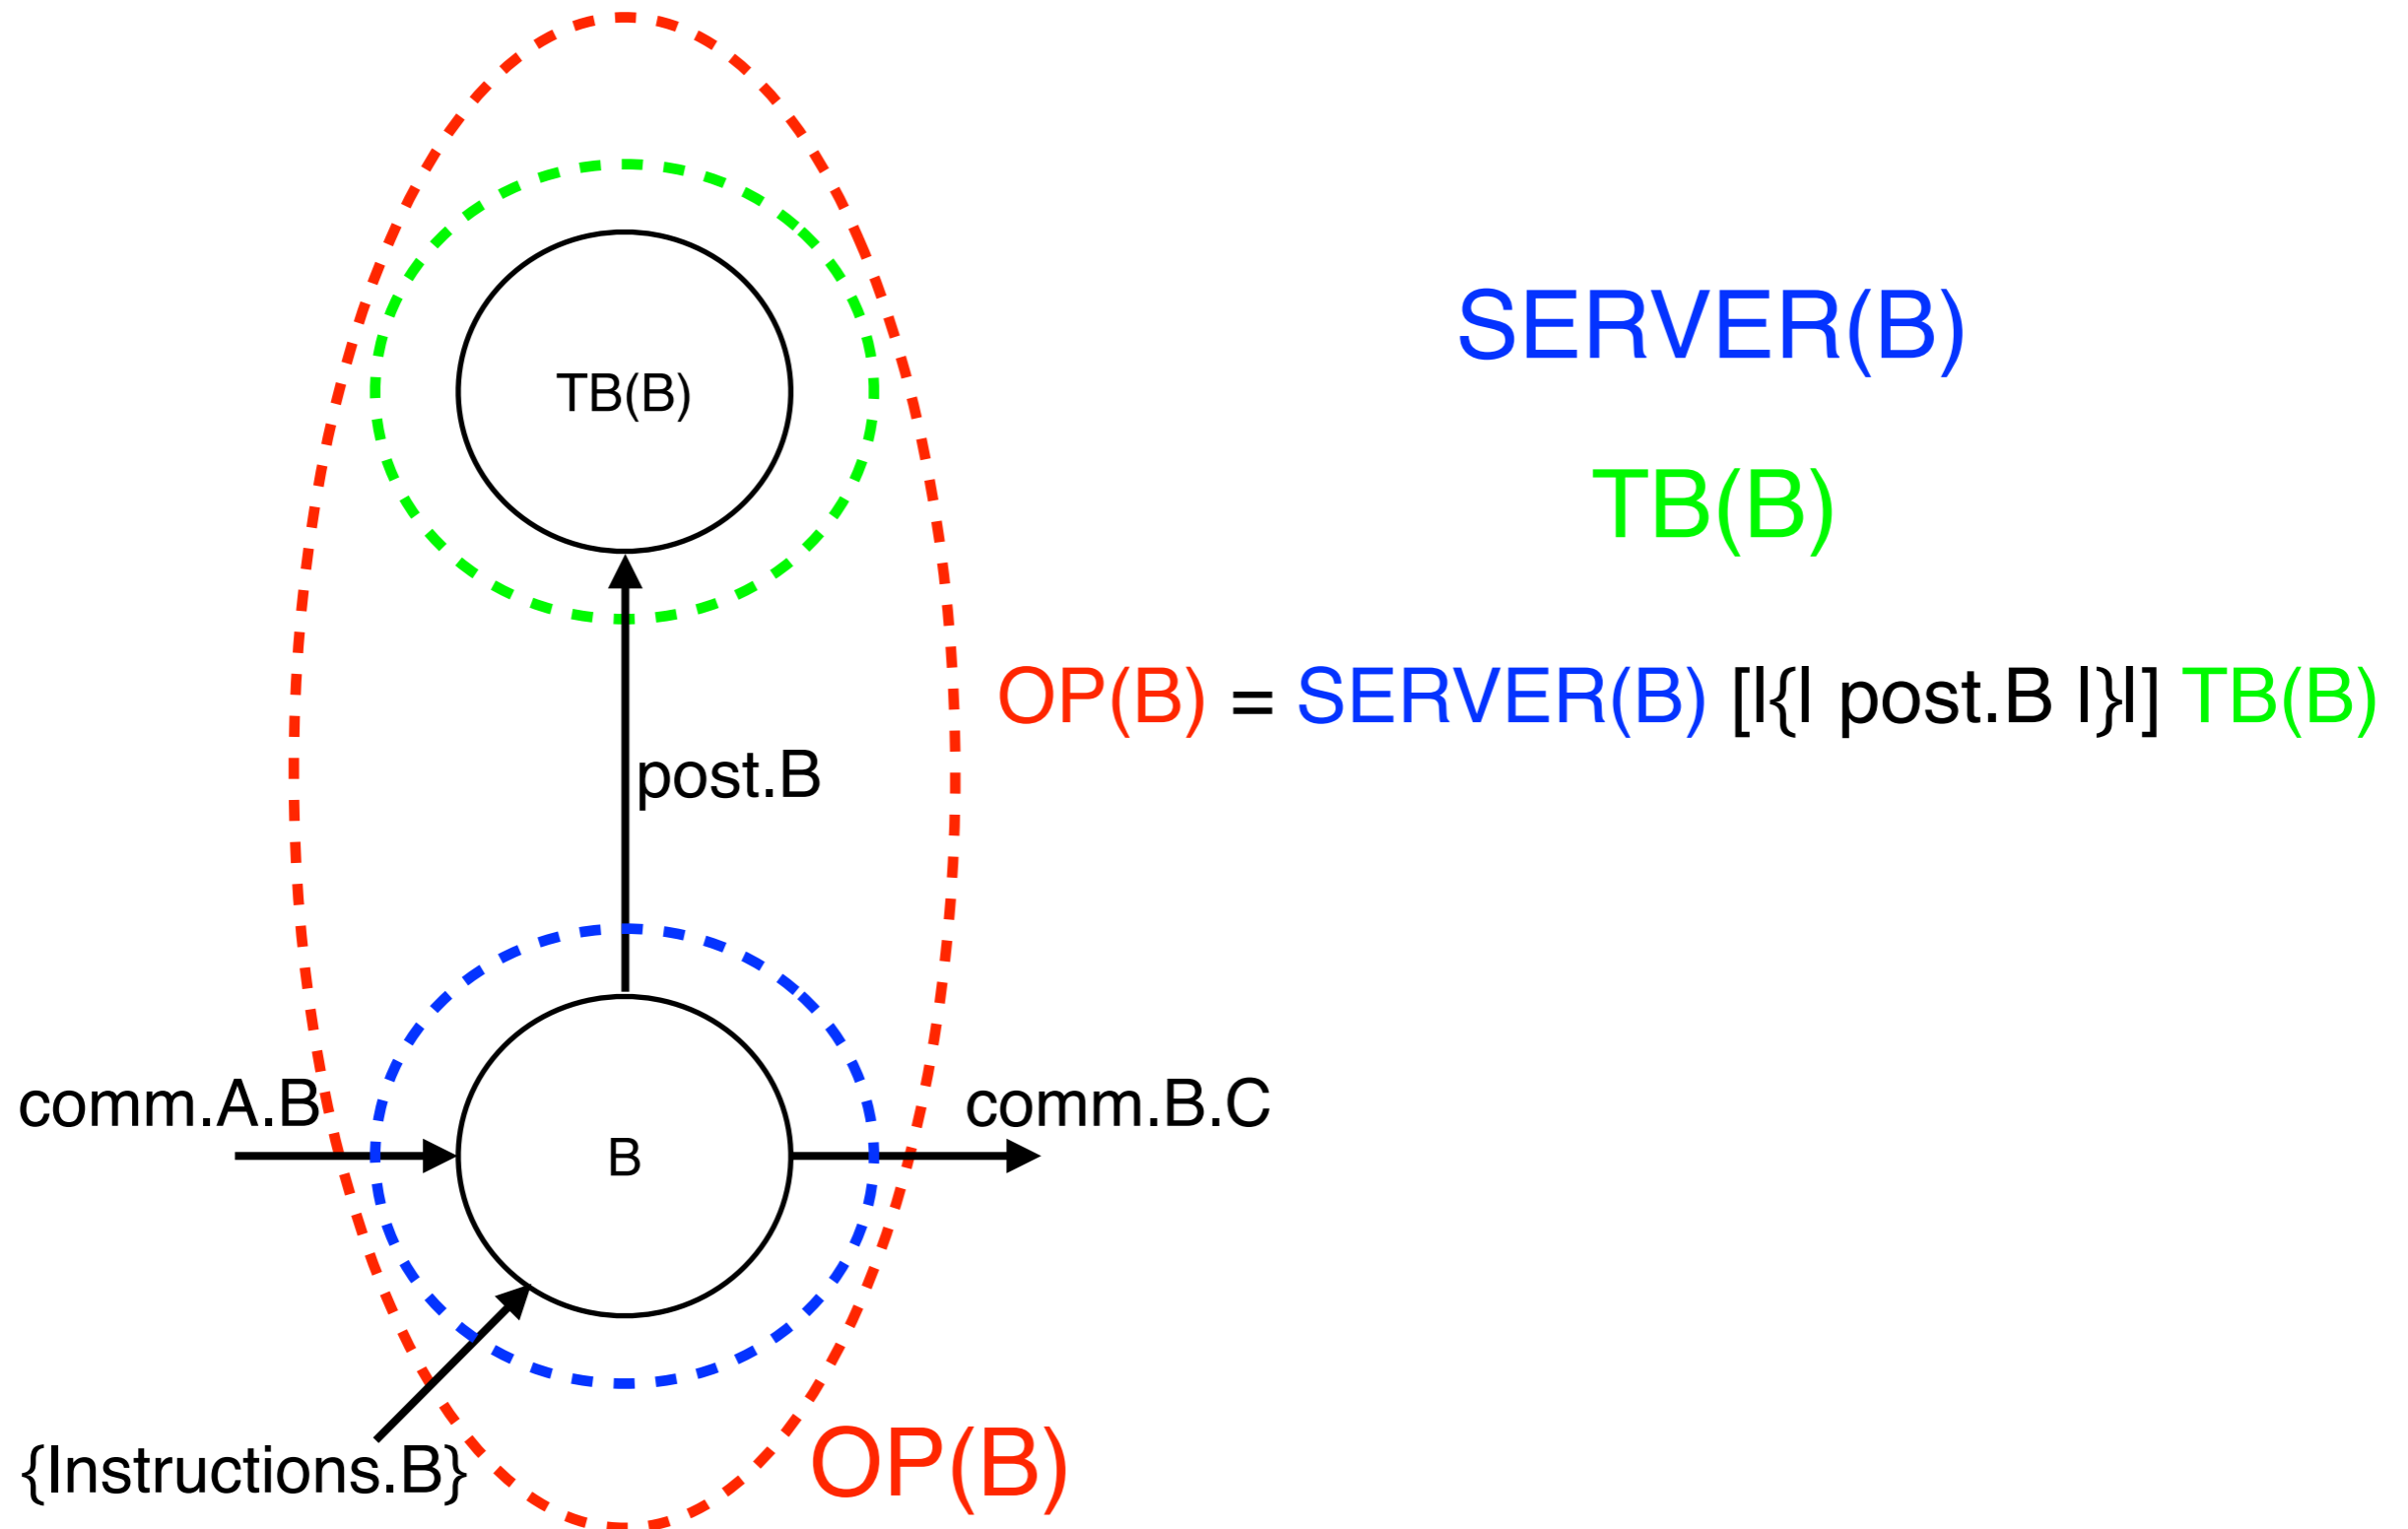 TB(B)
SERVER(B)
TB(B)
OP(B) = SERVER(B) [|{| post.B |}|] TB(B)
post.B
comm.A.B
comm.B.C
B
{Instructions.B}
OP(B)